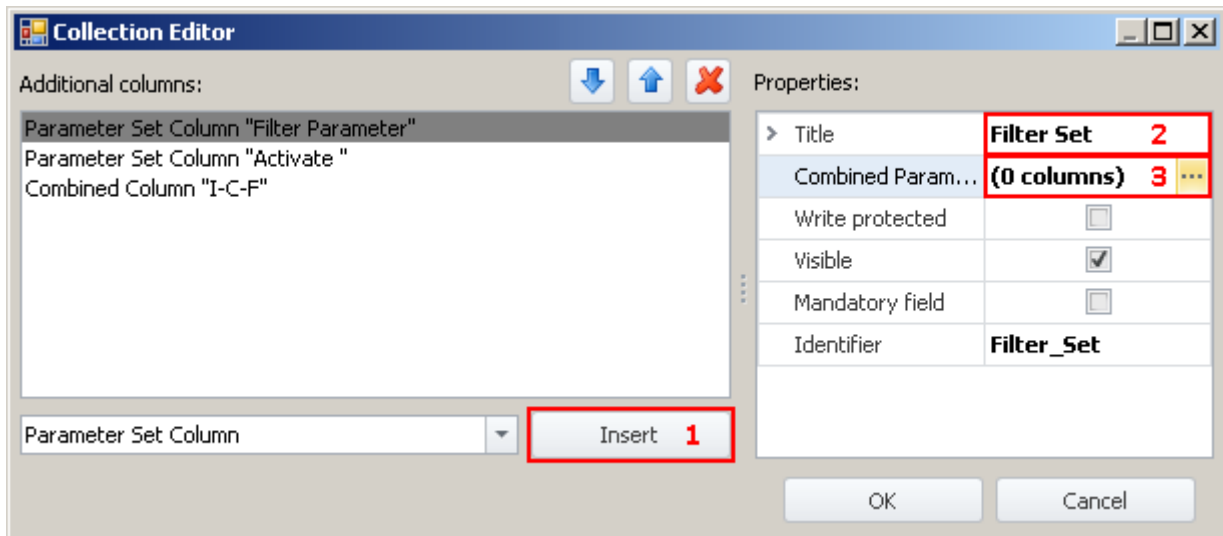 Collection Editor
Additional columns:
Properties:
Parameter Set Column "Filter Parameter"
Parameter Set Column "Activate "
Combined Column "I-C-F"
Title Filter Set 2
Combined Param... (0 columns) 3 ...
Write protected
Visible
Mandatory field
Identifier Filter_Set
Parameter Set Column
Insert 1
OK Cancel